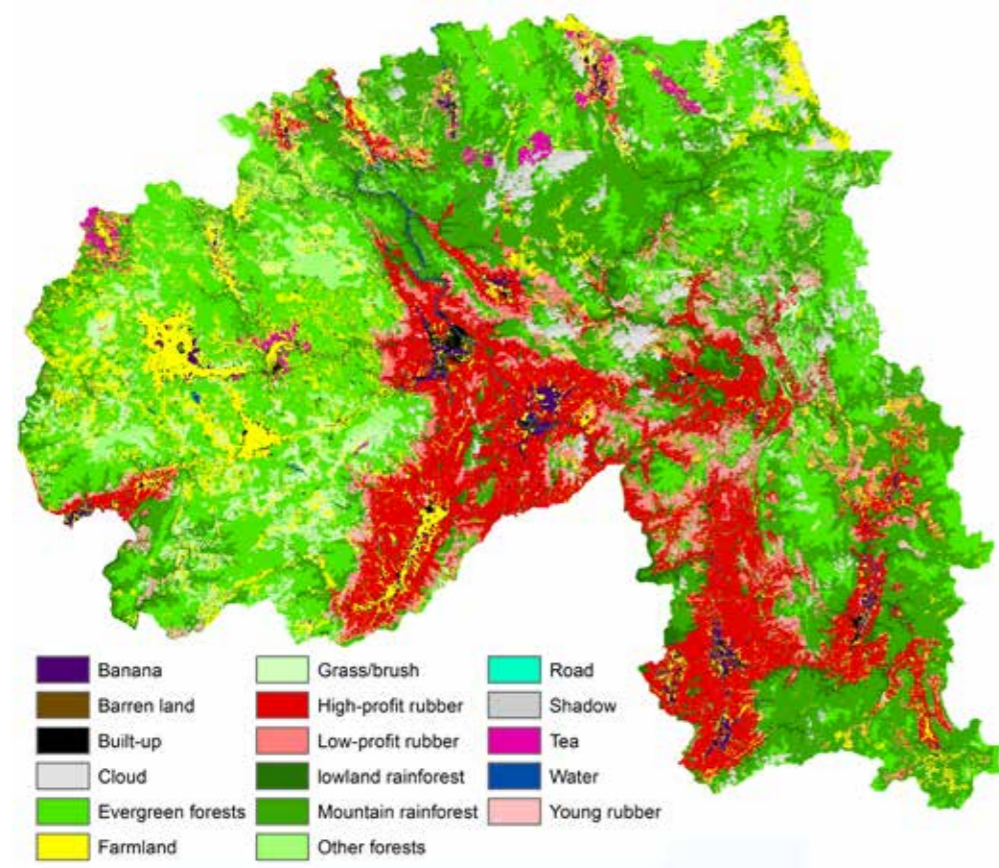 Banana
Barren land
Built-up
Cloud
Evergreen forests
Farmland
Grass/brush
High-profit rubber
Low-profit rubber
lowland rainforest
Mountain rainforest
Other forests
Road
Shadow
Tea
Water
Young rubber